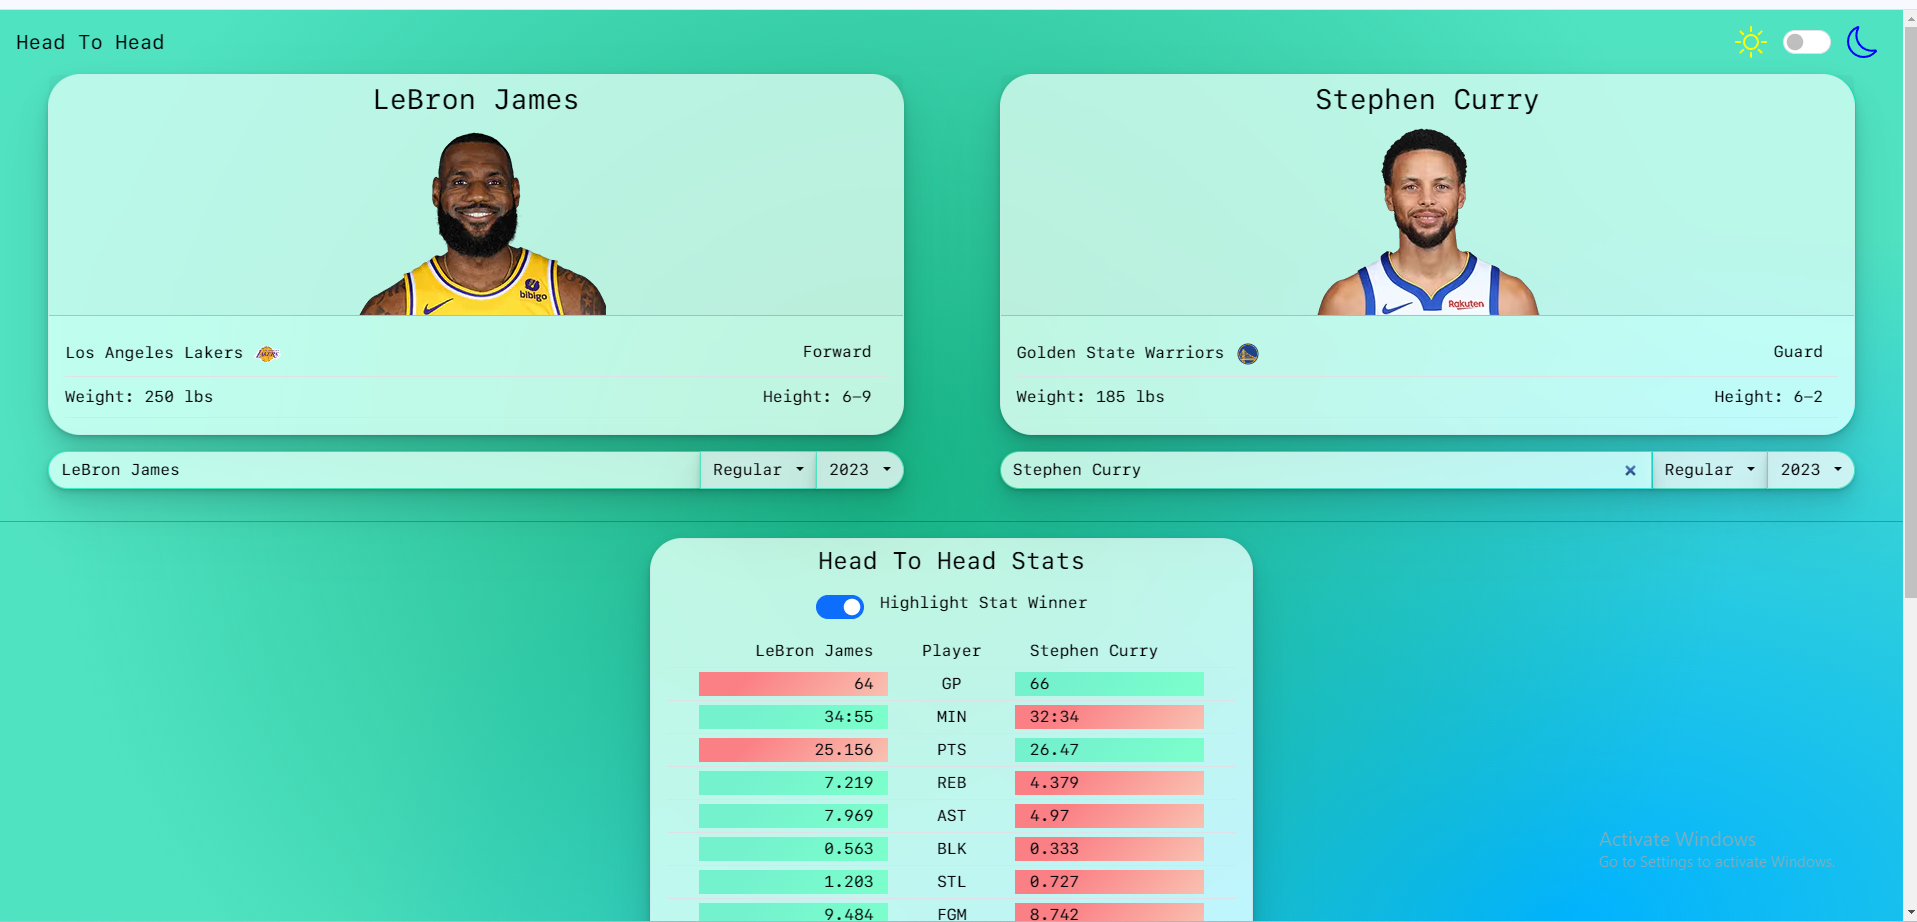 Head To Head
LeBron James
Stephen Curry
bibigo
Rakuten
Los Angeles Lakers LAKERS Forward
Weight: 250 lbs Height: 6-9
Golden State Warriors Guard
Weight: 185 lbs Height: 6-2
LeBron James Regular 2023
Stephen Curry × Regular 2023
Head To Head Stats
Highlight Stat Winner
LeBron James Player Stephen Curry
64 GP 66
34:55 MIN 32:34
25.156 PTS 26.47
7.219 REB 4.379
7.969 AST 4.97
0.563 BLK 0.333
1.203 STL 0.727
9.484 FGM 8.742
Activate Windows
Go to Settings to activate Windows.